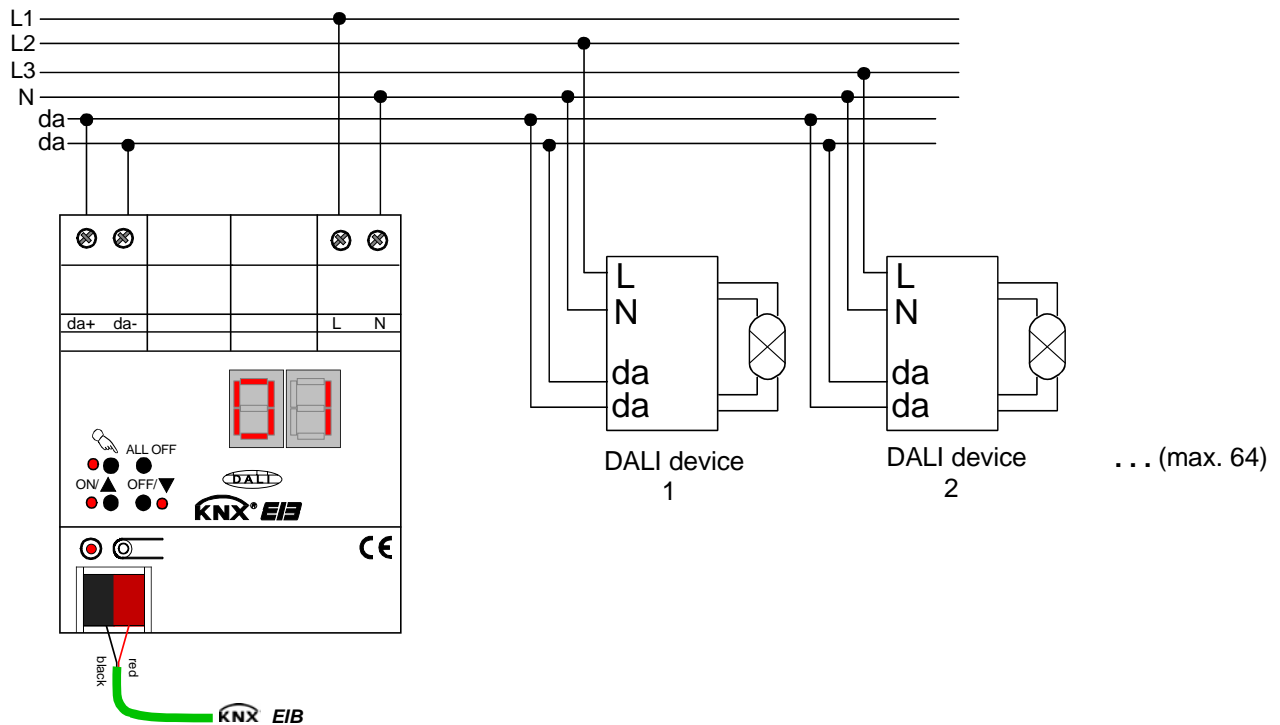 L1
L2
L3
N
da
da
da+ da- L N
01
ALL OFF
ON/▲ OFF/▼
DALI
KNX® EIB
CE
black
red
KNX EIB
L
N
da
da
DALI device
1
L
N
da
da
DALI device
2
... (max. 64)